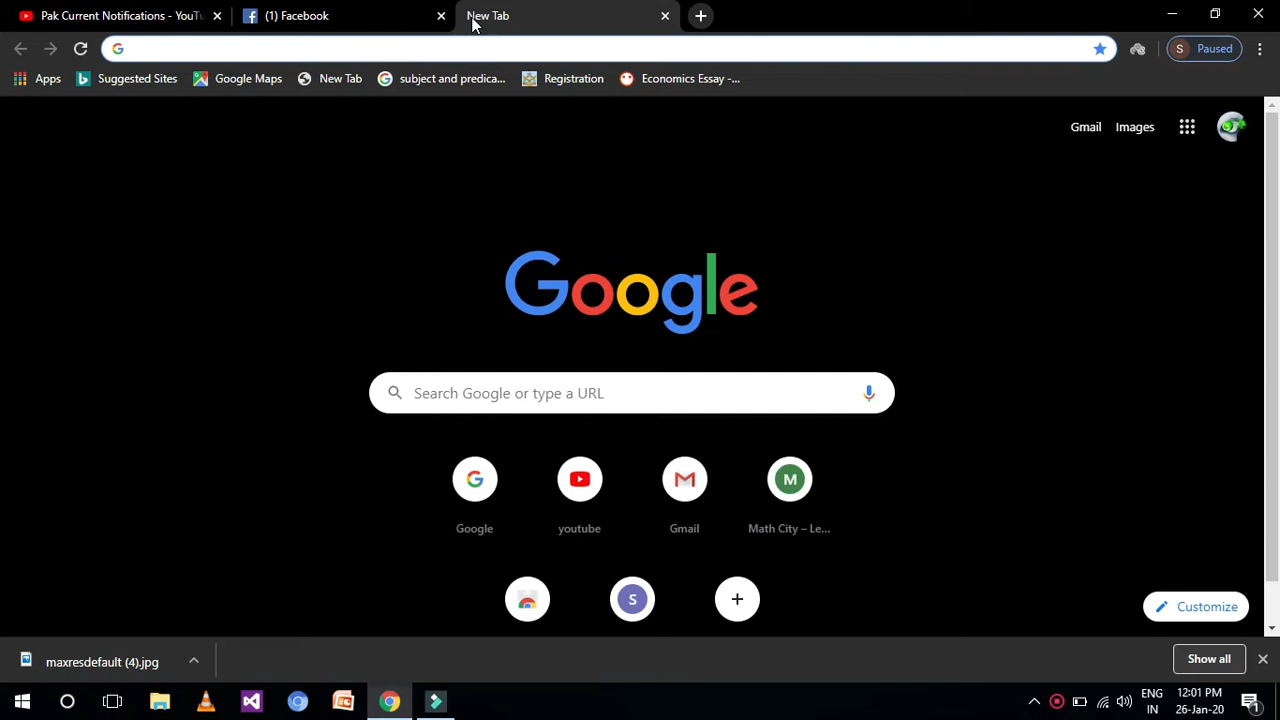 Pak Current Notifications - YouTu
(1) Facebook
New Tab
S Paused
Apps
Suggested Sites
Google Maps
New Tab
subject and predica...
Registration
Economics Essay -...
Gmail
Images
Google
Search Google or type a URL
M
Google
youtube
Gmail
Math City – Le...
S
Customize
maxresdefault (4).jpg
Show all
ENG
IN
12:01 PM
26-Jan-20
1